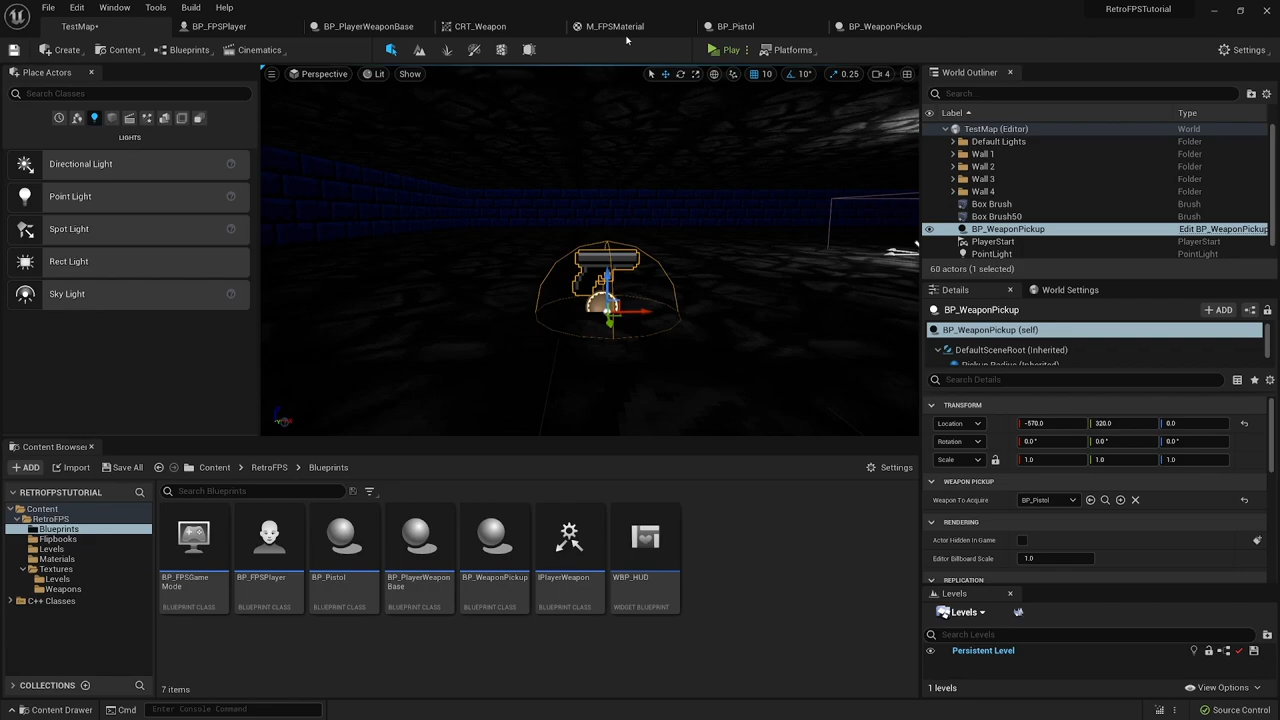 File Edit Window Tools Build Help
RetroFPSTutorial
TestMap*
BP_FPSPlayer
BP_PlayerWeaponBase
CRT_Weapon
M_FPSMaterial
BP_Pistol
BP_WeaponPickup
Create
Content
Blueprints
Cinematics
Play
Platforms
Settings
Place Actors
Search Classes
LIGHTS
Directional Light
Point Light
Spot Light
Rect Light
Sky Light
Perspective
Lit
Show
10
10°
0.25
4
World Outliner
Search...
Label
Type
TestMap (Editor) World
Default Lights Folder
Wall 1 Folder
Wall 2 Folder
Wall 3 Folder
Wall 4 Folder
Box Brush Brush
Box Brush50 Brush
BP_WeaponPickup Edit BP_WeaponPickup
PlayerStart PlayerStart
PointLight PointLight
60 actors (1 selected)
Details
World Settings
BP_WeaponPickup
ADD
BP_WeaponPickup (self)
DefaultSceneRoot (Inherited)
Pickup Radius (Inherited)
Search Details
TRANSFORM
Location -570.0 320.0 0.0
Rotation 0.0° 0.0° 0.0°
Scale 1.0 1.0 1.0
WEAPON PICKUP
Weapon To Acquire BP_Pistol
RENDERING
Actor Hidden In Game
Editor Billboard Scale 1.0
REPLICATION
Levels
Levels
Search Levels
Persistent Level
1 levels
View Options
Content Browser
ADD
Import
Save All
Content
RetroFPS
Blueprints
Settings
RETROFPSTUTORIAL
Search Blueprints
Content
RetroFPS
Blueprints
Flipbooks
Levels
Materials
Textures
Levels
Weapons
C++ Classes
COLLECTIONS
BP_FPSGame
Mode
BLUEPRINT CLASS
BP_FPSPlayer
BLUEPRINT CLASS
BP_Pistol
BLUEPRINT CLASS
BP_PlayerWeapon
Base
BLUEPRINT CLASS
BP_WeaponPickup
BLUEPRINT CLASS
IPlayerWeapon
BLUEPRINT CLASS
WBP_HUD
WIDGET BLUEPRINT
7 items
Content Drawer
Cmd
Enter Console Command
Source Control